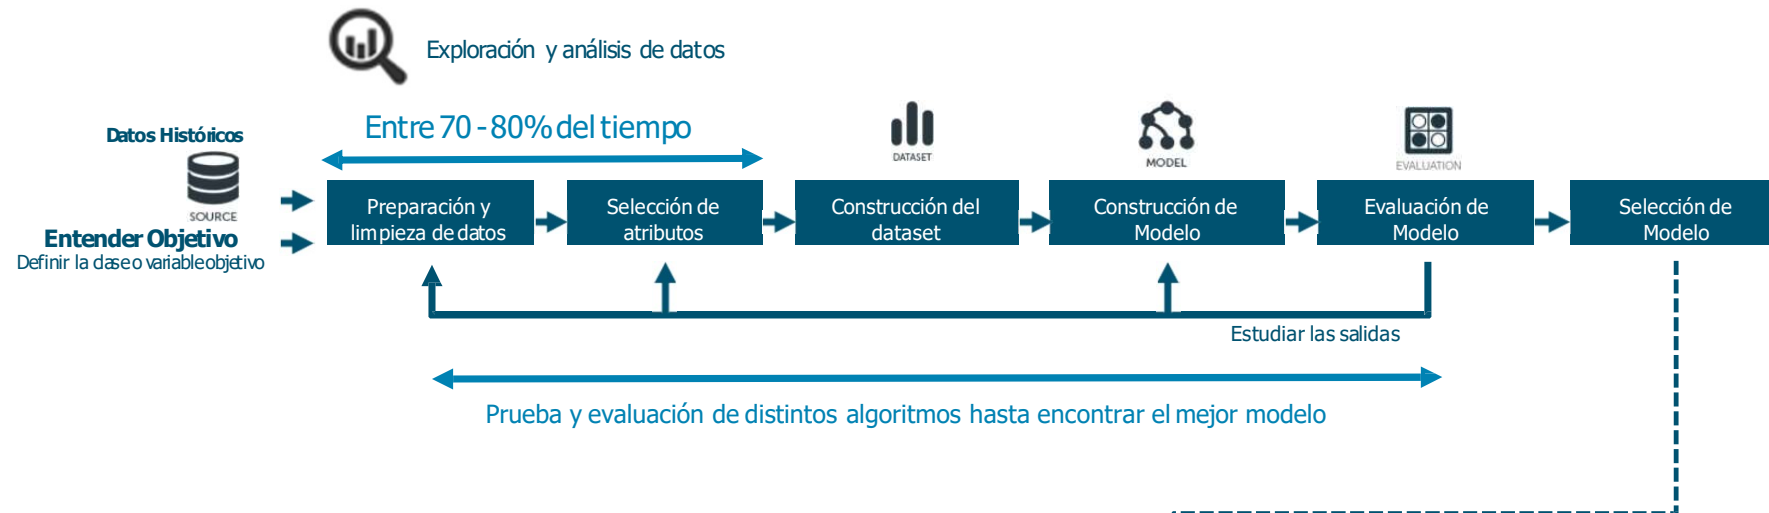 Exploración y análisis de datos
Entre 70 - 80% del tiempo
Datos Históricos
SOURCE
Entender Objetivo
Definir la clase o variable objetivo
DATASET
MODEL
EVALUATION
Preparación y
limpieza de datos
Selección de
atributos
Construcción del
dataset
Construcción de
Modelo
Evaluación de
Modelo
Selección de
Modelo
Estudiar las salidas
Prueba y evaluación de distintos algoritmos hasta encontrar el mejor modelo